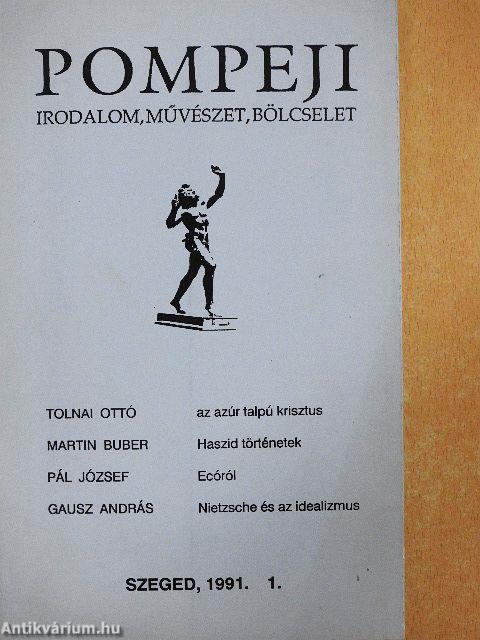 POMPEJI
IRODALOM, MŰVÉSZET, BÖLCSELET
TOLNAI OTTÓ az azúr talpú krisztus
MARTIN BUBER Haszid történetek
PÁL JÓZSEF Ecóról
GAUSZ ANDRÁS Nietzsche és az idealizmus
SZEGED, 1991. 1.
Antikvárium.hu